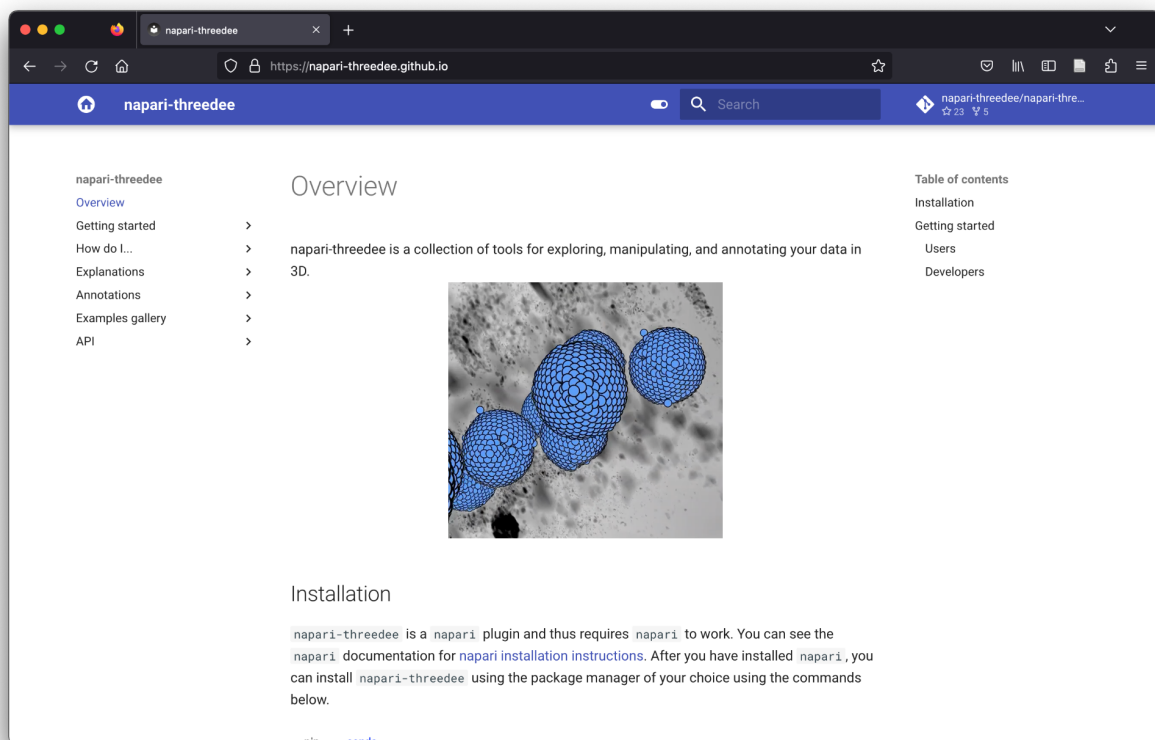 napari-threedee
https://napari-threedee.github.io
napari-threedee
Search
napari-threedee/napari-thre...
23 5
napari-threedee
Overview
Getting started
How do I...
Explanations
Annotations
Examples gallery
API
Overview
napari-threedee is a collection of tools for exploring, manipulating, and annotating your data in
3D.
Installation
napari-threedee is a napari plugin and thus requires napari to work. You can see the
napari documentation for napari installation instructions. After you have installed napari, you
can install napari-threedee using the package manager of your choice using the commands
below.
Table of contents
Installation
Getting started
Users
Developers